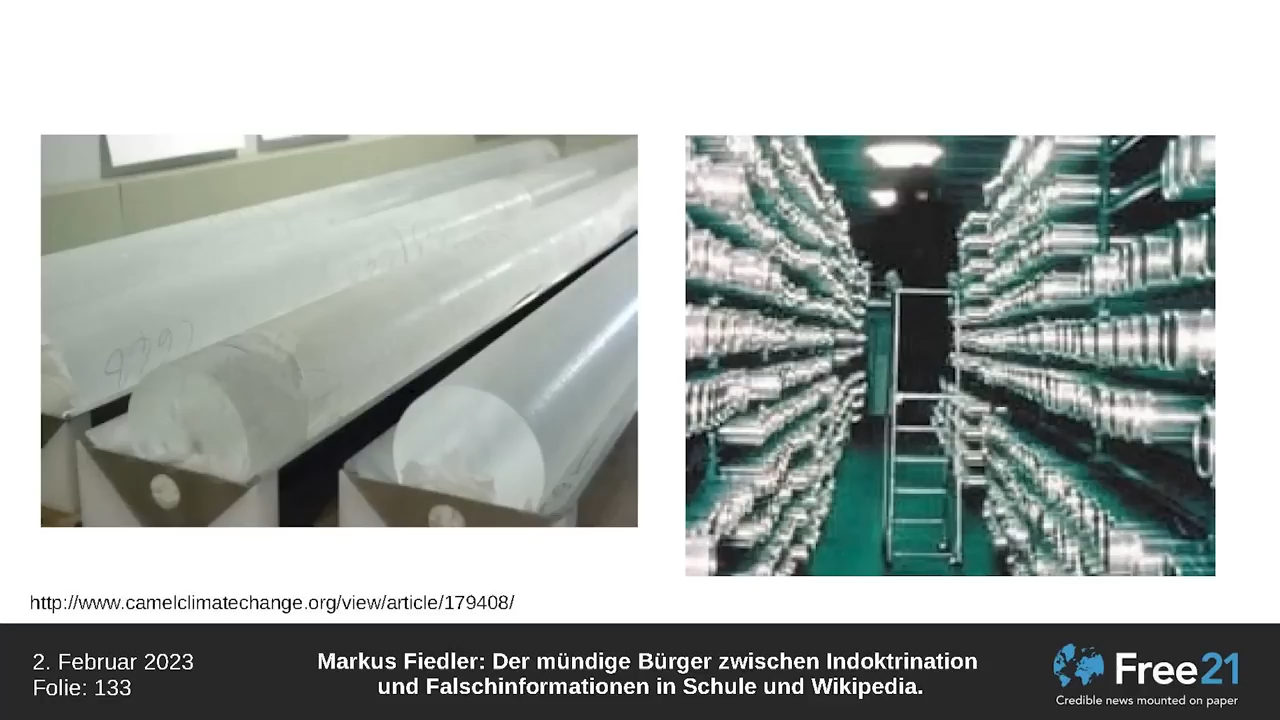 http://www.camelclimatechange.org/view/article/179408/
2. Februar 2023
Folie: 133
Markus Fiedler: Der mündige Bürger zwischen Indoktrination
und Falschinformationen in Schule und Wikipedia.
Free21
Credible news mounted on paper